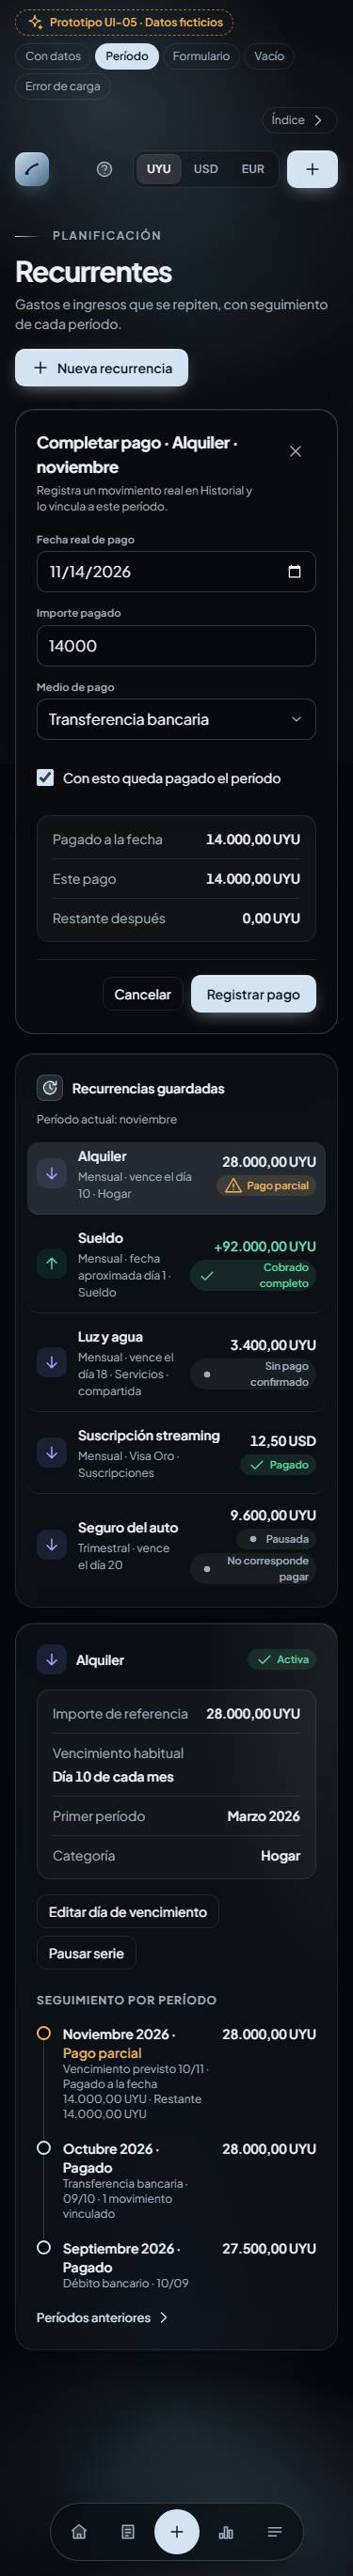 Prototipo UI-05 · Datos ficticios
Con datos
Período
Formulario
Vacío
Error de carga
Índice
UYU
USD
EUR
PLANIFICACIÓN
Recurrentes
Gastos e ingresos que se repiten, con seguimiento
de cada período.
Nueva recurrencia
Completar pago · Alquiler ·
noviembre
Registra un movimiento real en Historial y
lo vincula a este período.
Fecha real de pago
11/14/2026
Importe pagado
14000
Medio de pago
Transferencia bancaria
Con esto queda pagado el período
Pagado a la fecha
14.000,00 UYU
Este pago
14.000,00 UYU
Restante después
0,00 UYU
Cancelar
Registrar pago
Recurrencias guardadas
Período actual: noviembre
Alquiler
Mensual · vence el día
10 · Hogar
28.000,00 UYU
Pago parcial
Sueldo
Mensual · fecha
aproximada día 1 ·
Sueldo
+92.000,00 UYU
Cobrado
completo
Luz y agua
Mensual · vence el
día 18 · Servicios ·
compartida
3.400,00 UYU
Sin pago
confirmado
Suscripción streaming
Mensual · Visa Oro ·
Suscripciones
12,50 USD
Pagado
Seguro del auto
Trimestral · vence
el día 20
9.600,00 UYU
Pausada
No corresponde
pagar
Alquiler
Activa
Importe de referencia
28.000,00 UYU
Vencimiento habitual
Día 10 de cada mes
Primer período
Marzo 2026
Categoría
Hogar
Editar día de vencimiento
Pausar serie
SEGUIMIENTO POR PERÍODO
Noviembre 2026 ·
Pago parcial
28.000,00 UYU
Vencimiento previsto 10/11 ·
Pagado a la fecha
14.000,00 UYU · Restante
14.000,00 UYU
Octubre 2026 ·
Pagado
28.000,00 UYU
Transferencia bancaria ·
09/10 · 1 movimiento
vinculado
Septiembre 2026 ·
Pagado
27.500,00 UYU
Débito bancario · 10/09
Períodos anteriores